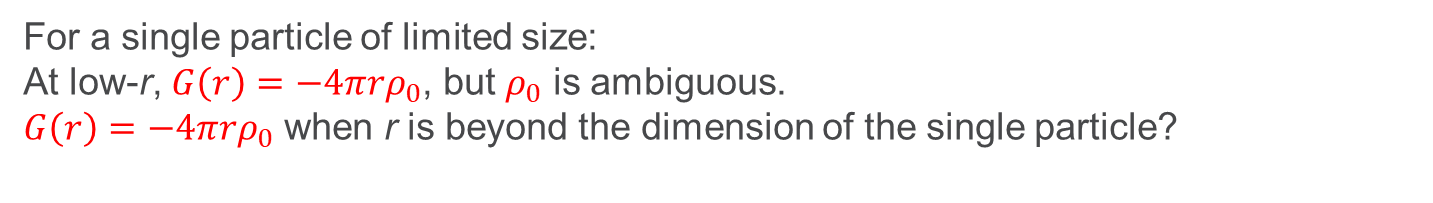 For a single particle of limited size:
At low-r, G(r) = −4πrρ₀, but ρ₀ is ambiguous.
G(r) = −4πrρ₀ when r is beyond the dimension of the single particle?